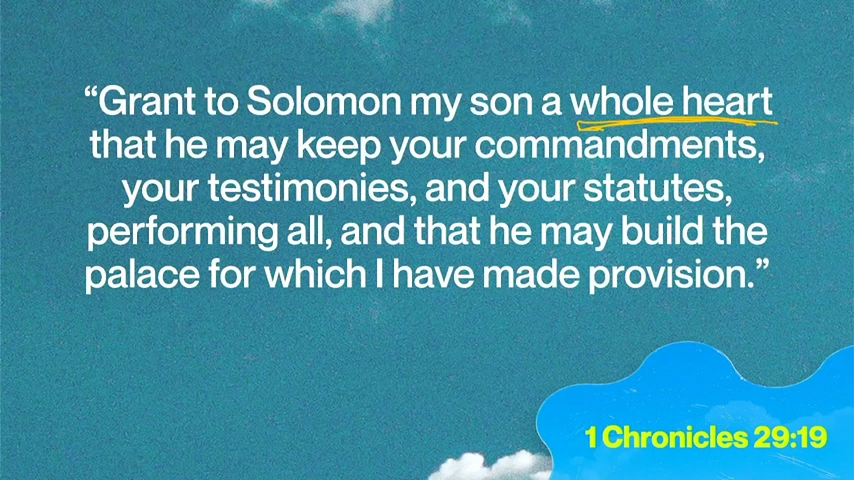 “Grant to Solomon my son a whole heart
that he may keep your commandments,
your testimonies, and your statutes,
performing all, and that he may build the
palace for which I have made provision.”
1 Chronicles 29:19